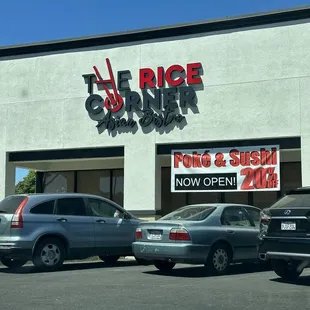 THE RICE
CORNER
Asian Bistro
Poké & Sushi
NOW OPEN! 20%